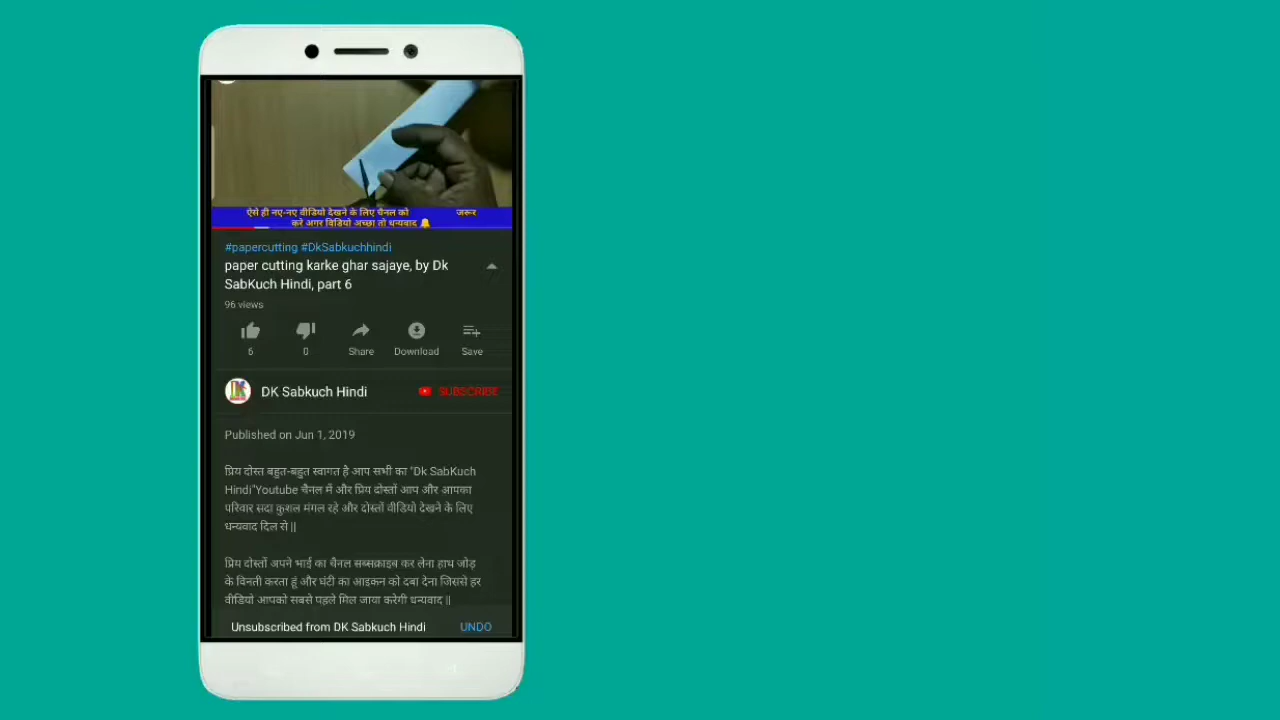 ऐसे ही नए-नए वीडियो देखने के लिए चैनल को जरूर
करे अगर विडियो अच्छा तो धन्यवाद
#papercutting #DkSabkuchhindi
paper cutting karke ghar sajaye, by Dk
SabKuch Hindi, part 6
96 views
6
0
Share
Download
Save
DK Sabkuch Hindi
SUBSCRIBE
Published on Jun 1, 2019
प्रिय दोस्त बहुत-बहुत स्वागत है आप सभी का "Dk SabKuch
Hindi"Youtube चैनल में और प्रिय दोस्तों आप और आपका
परिवार सदा कुशल मंगल रहे और दोस्तों वीडियो देखने के लिए
धन्यवाद दिल से ||
प्रिय दोस्तों अपने भाई का चैनल सब्सक्राइब कर लेना हाथ जोड़
के विनती करता हूं और घंटी का आइकन को दबा देना जिससे हर
वीडियो आपको सबसे पहले मिल जाया करेगी धन्यवाद ||
Unsubscribed from DK Sabkuch Hindi UNDO